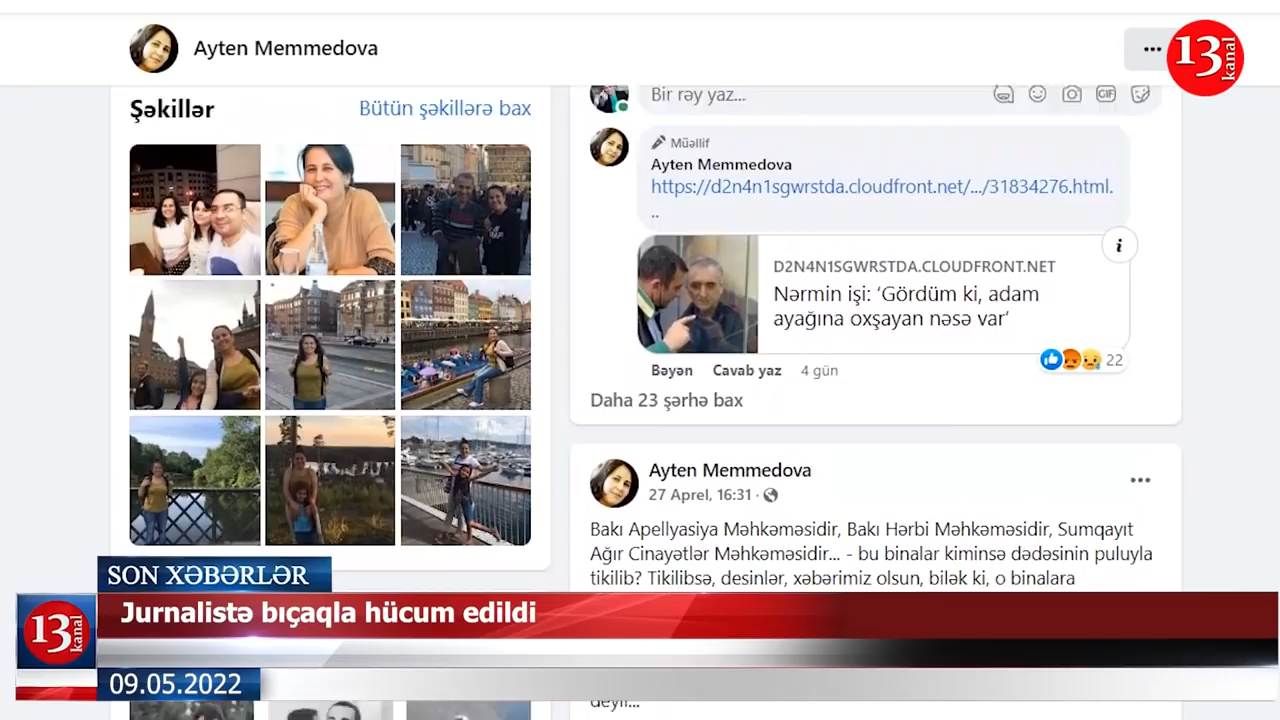 Ayten Memmedova
13 kanal
Şəkillər
Bütün şəkillərə bax
Bir rəy yaz...
GIF
Müəllif
Ayten Memmedova
https://d2n4n1sgwrstda.cloudfront.net/.../31834276.html.
..
D2N4N1SGWRSTDA.CLOUDFRONT.NET
Nərmin işi: ‘Gördüm ki, adam
ayağına oxşayan nəsə var’
Bəyən Cavab yaz 4 gün
22
Daha 23 şərhə bax
Ayten Memmedova
27 Aprel, 16:31 ·
Bakı Apellyasiya Məhkəməsidir, Bakı Hərbi Məhkəməsidir, Sumqayıt
Ağır Cinayətlər Məhkəməsidir... - bu binalar kiminsə dədəsinin puluyla
tikilib? Tikilibsə, desinlər, xəbərimiz olsun, bilək ki, o binalara
SON XƏBƏRLƏR
Jurnalistə bıçaqla hücum edildi
13 kanal
09.05.2022